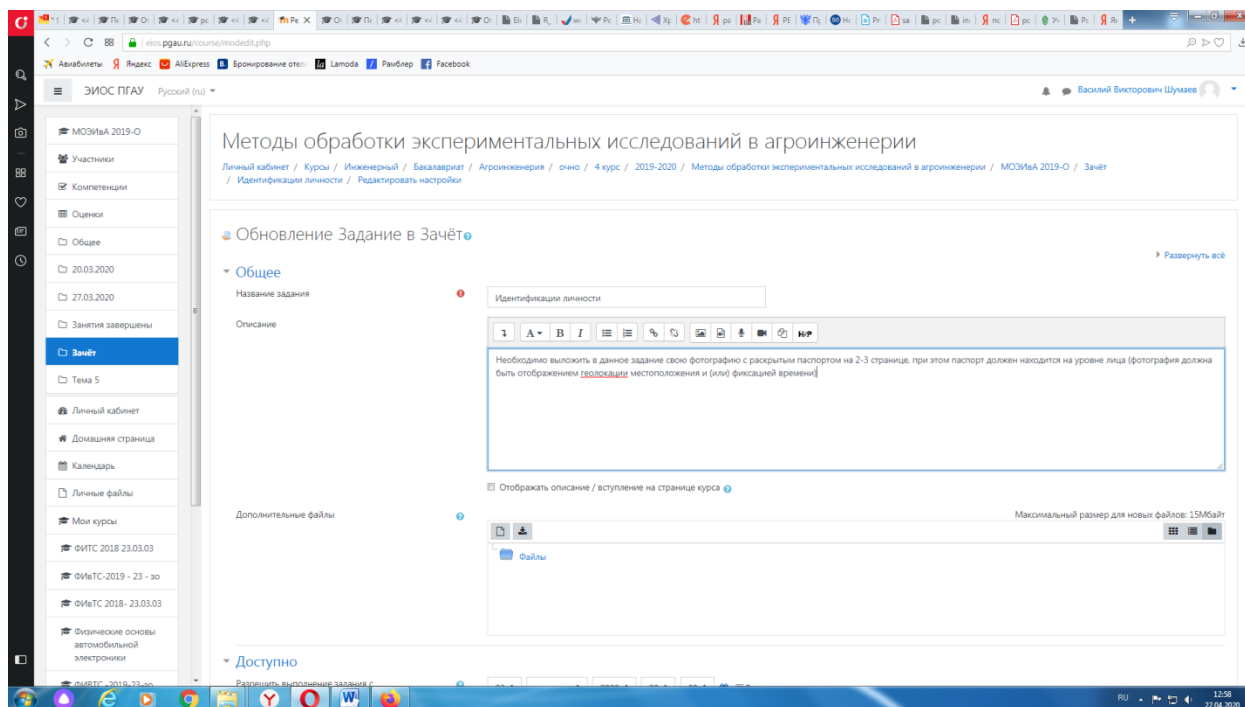 eios.pgau.ru/course/modedit.php
Авиабилеты Яндекс AliExpress Бронирование отел Lamoda Рамблер Facebook
ЭИОС ПГАУ Русский (ru)
Василий Викторович Шумаев
МОЭИвА 2019-О
Участники
Компетенции
Оценки
Общее
20.03.2020
27.03.2020
Занятия завершены
Зачёт
Тема 5
Личный кабинет
Домашняя страница
Календарь
Личные файлы
Мои курсы
ФИТС 2018 23.03.03
ФИвТС-2019 - 23 - зо
ФИвТС 2018- 23.03.03
Физические основы
автомобильной
электроники
ФИВТС -2019- 23-зо
Методы обработки экспериментальных исследований в агроинженерии
Личный кабинет / Курсы / Инженерный / Бакалавриат / Агроинженерия / очно / 4 курс / 2019-2020 / Методы обработки экспериментальных исследований в агроинженерии / МОЭИвА 2019-О / Зачёт
/ Идентификации личности / Редактировать настройки
Обновление Задание в Зачёт
Развернуть всё
Общее
Название задания
Идентификации личности
Описание
Необходимо выложить в данное задание свою фотографию с раскрытым паспортом на 2-3 странице, при этом паспорт должен находится на уровне лица (фотография должна
быть отображением геолокации местоположения и (или) фиксацией времени)
Отображать описание / вступление на странице курса
Дополнительные файлы
Максимальный размер для новых файлов: 15Мбайт
Файлы
Доступно
Разрешить выполнение задания с
RU
12:58
22.04.2020